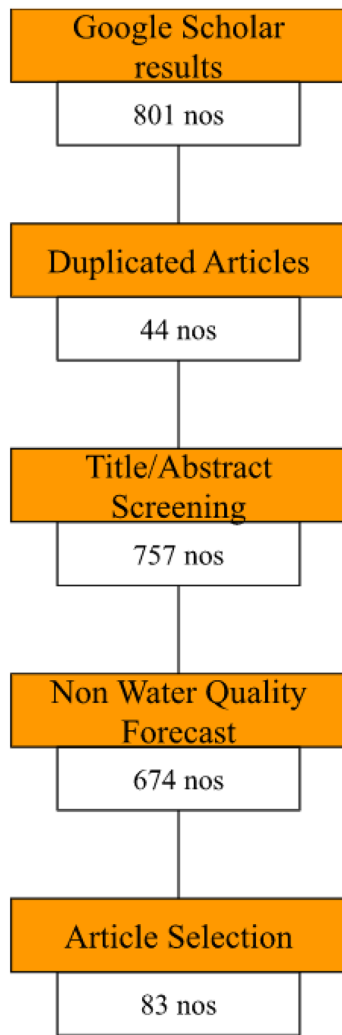 Google Scholar
results
801 nos
Duplicated Articles
44 nos
Title/Abstract
Screening
757 nos
Non Water Quality
Forecast
674 nos
Article Selection
83 nos